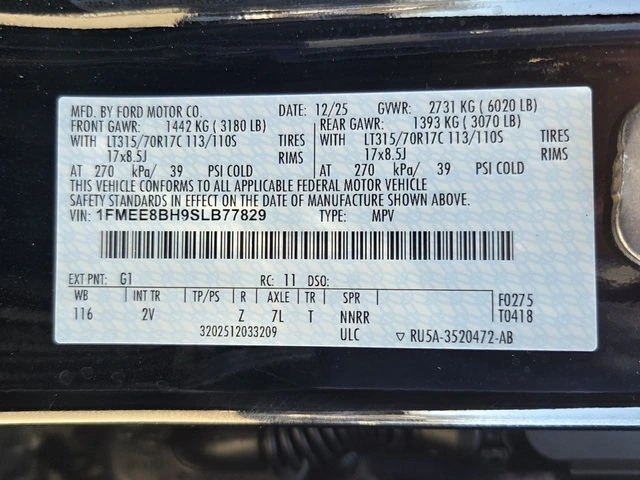 MFD. BY FORD MOTOR CO. DATE: 12/25 GVWR: 2731 KG ( 6020 LB)
FRONT GAWR: 1442 KG ( 3180 LB) REAR GAWR: 1393 KG ( 3070 LB)
WITH LT315/70R17C 113/110S TIRES WITH LT315/70R17C 113/110S TIRES
17x8.5J RIMS 17x8.5J RIMS
AT 270 kPa/ 39 PSI COLD AT 270 kPa/ 39 PSI COLD
THIS VEHICLE CONFORMS TO ALL APPLICABLE FEDERAL MOTOR VEHICLE
SAFETY STANDARDS IN EFFECT ON THE DATE OF MANUFACTURE SHOWN ABOVE.
VIN: 1FMEE8BH9SLB77829 TYPE: MPV
EXT PNT: G1 RC: 11 DSO:
WB INT TR TP/PS R AXLE TR SPR F0275
116 2V Z 7L T NNRR T0418
3202512033209 ULC ▽ RU5A-3520472-AB